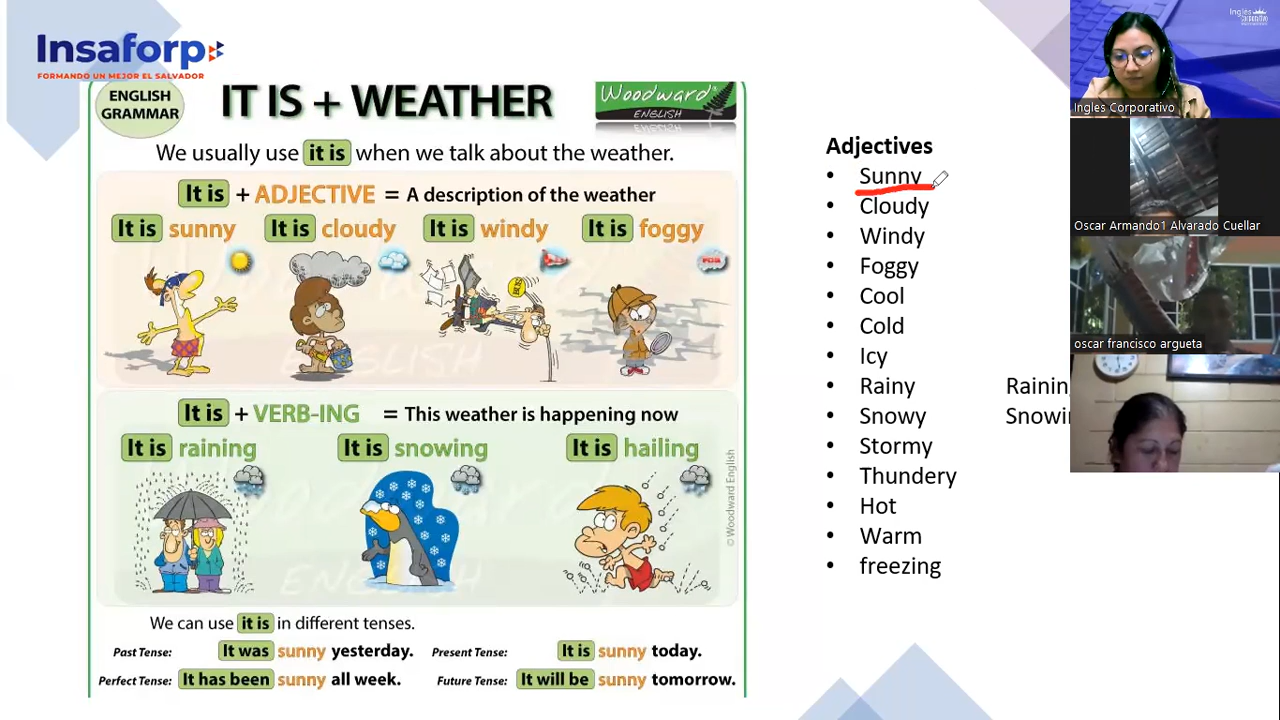 Insaforp
FORMANDO UN MEJOR EL SALVADOR
ENGLISH
GRAMMAR
IT IS + WEATHER
Woodward
ENGLISH
We usually use it is when we talk about the weather.
It is + ADJECTIVE = A description of the weather
It is sunny It is cloudy It is windy It is foggy
FOG
It is + VERB-ING = This weather is happening now
It is raining It is snowing It is hailing
© Woodward English
We can use it is in different tenses.
Past Tense: It was sunny yesterday. Present Tense: It is sunny today.
Perfect Tense: It has been sunny all week. Future Tense: It will be sunny tomorrow.
Adjectives
• Sunny
• Cloudy
• Windy
• Foggy
• Cool
• Cold
• Icy
• Rainy Rainin
• Snowy Snowin
• Stormy
• Thundery
• Hot
• Warm
• freezing
Ingles Corporativo
Oscar Armando1 Alvarado Cuellar
oscar francisco argueta